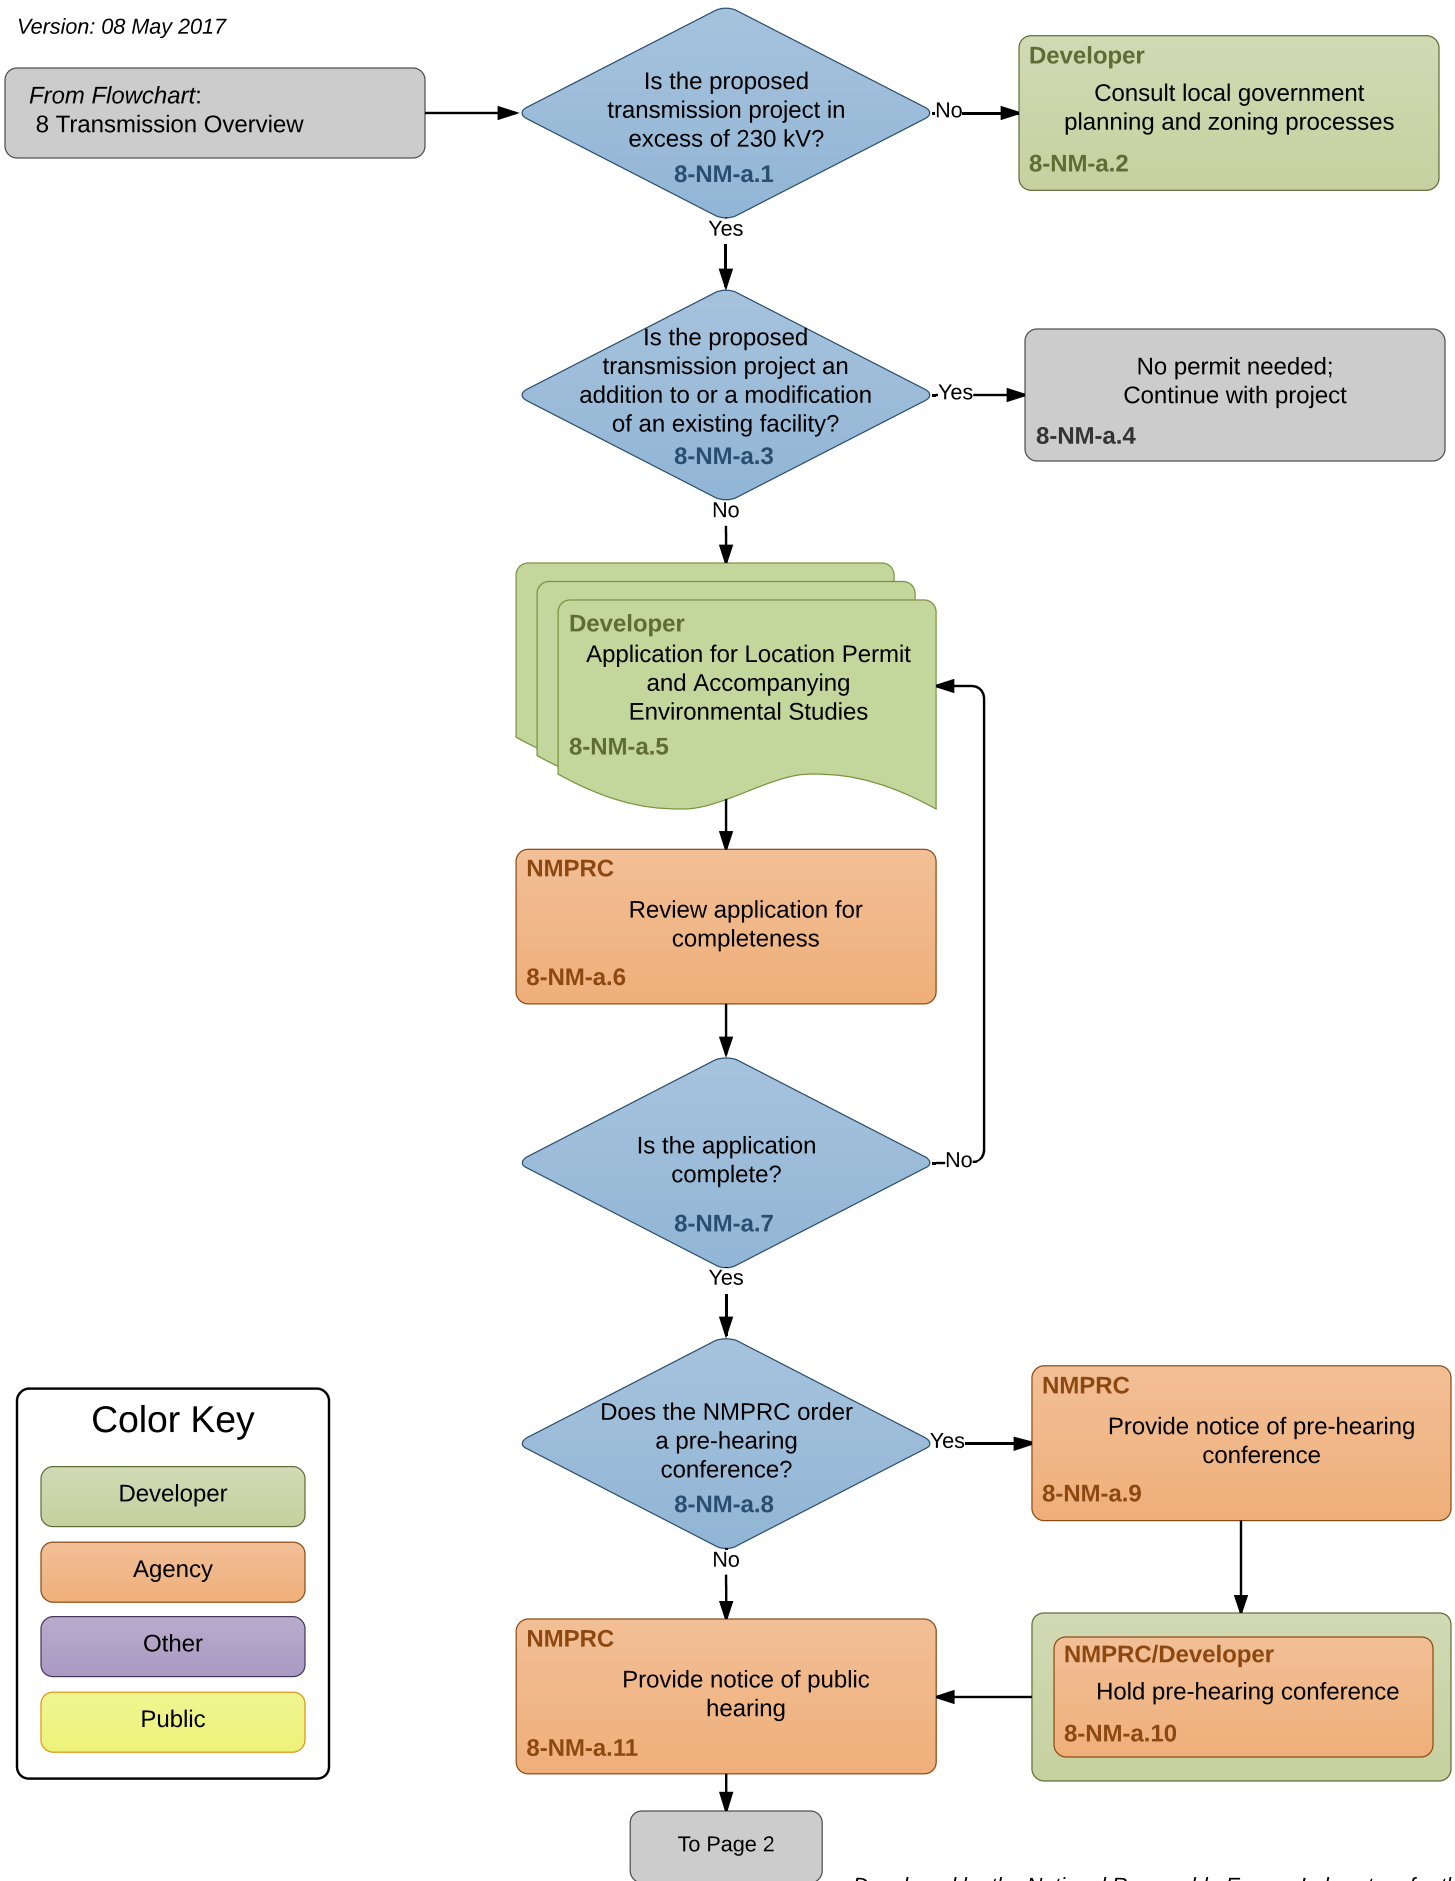 Version: 08 May 2017
From Flowchart:
8 Transmission Overview
Is the proposed
transmission project in
excess of 230 kV?
8-NM-a.1
No
Developer
Consult local government
planning and zoning processes
8-NM-a.2
Yes
Is the proposed
transmission project an
addition to or a modification
of an existing facility?
8-NM-a.3
Yes
No permit needed;
Continue with project
8-NM-a.4
No
Developer
Application for Location Permit
and Accompanying
Environmental Studies
8-NM-a.5
NMPRC
Review application for
completeness
8-NM-a.6
Is the application
complete?
8-NM-a.7
No
Yes
Does the NMPRC order
a pre-hearing
conference?
8-NM-a.8
Yes
NMPRC
Provide notice of pre-hearing
conference
8-NM-a.9
No
NMPRC
Provide notice of public
hearing
8-NM-a.11
NMPRC/Developer
Hold pre-hearing conference
8-NM-a.10
To Page 2
Color Key
Developer
Agency
Other
Public